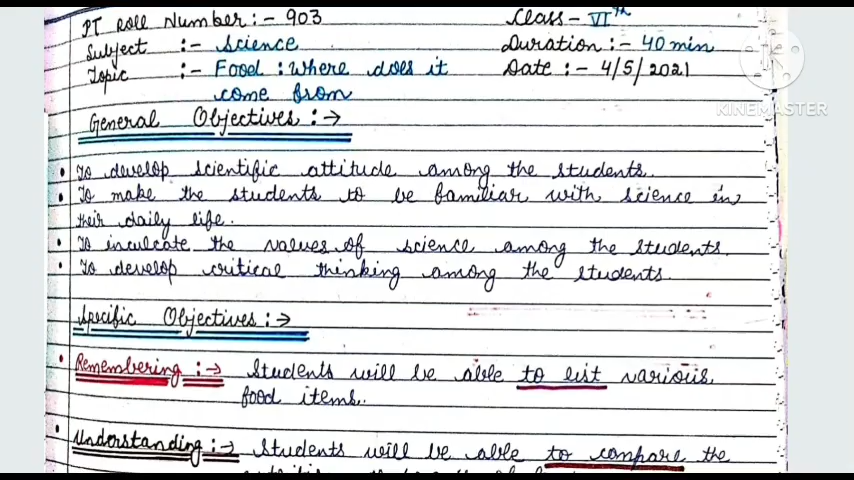 PT Roll Number :- 903
Class - VIth
Subject :- Science
Duration :- 40 min
Topic :- Food : where does it
Date :- 4/5/2021
come from
KINEMASTER
General Objectives :→
• To develop scientific attitude among the students.
• To make the students to be familiar with science in
their daily life.
• To inculcate the values of science among the students.
• To develop critical thinking among the students.
Specific Objectives :→
• Remembering :→ Students will be able to list various
food items.
• Understanding :→ Students will be able to compare the